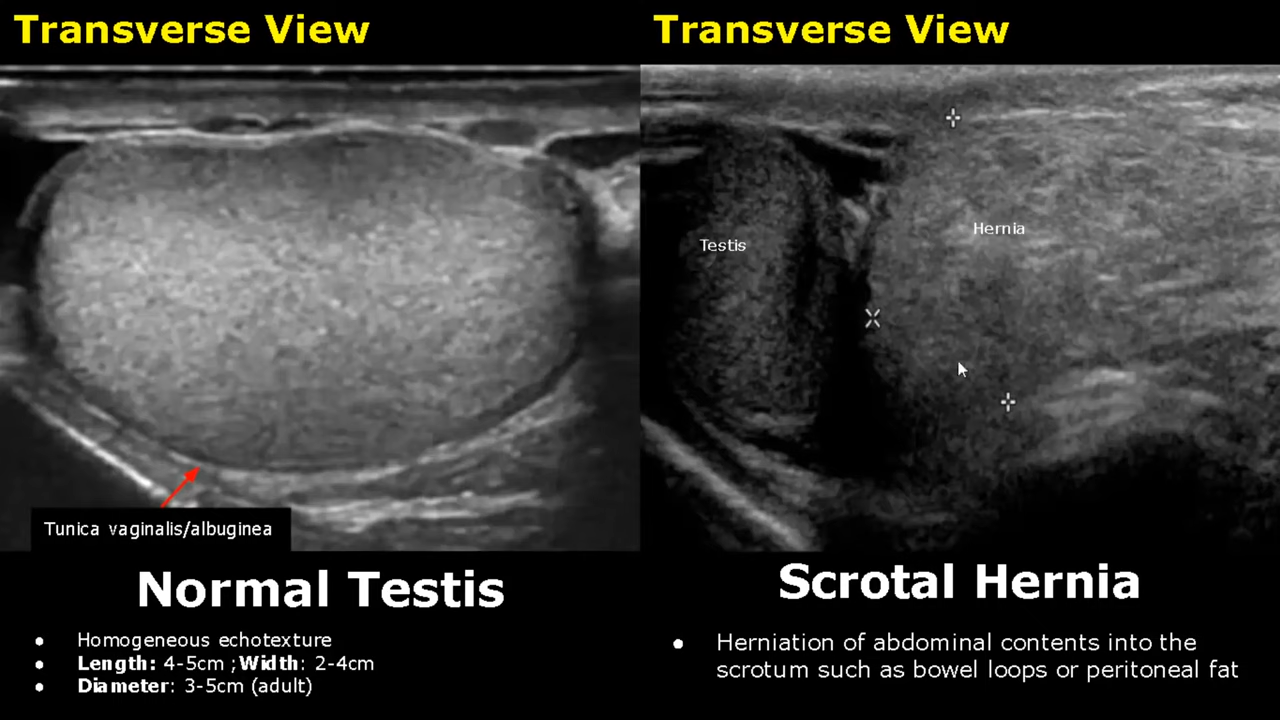 Transverse View
Tunica vaginalis/albuginea
Normal Testis
● Homogeneous echotexture
● Length: 4-5cm ;Width: 2-4cm
● Diameter: 3-5cm (adult)
Transverse View
Testis
Hernia
Scrotal Hernia
● Herniation of abdominal contents into the
scrotum such as bowel loops or peritoneal fat